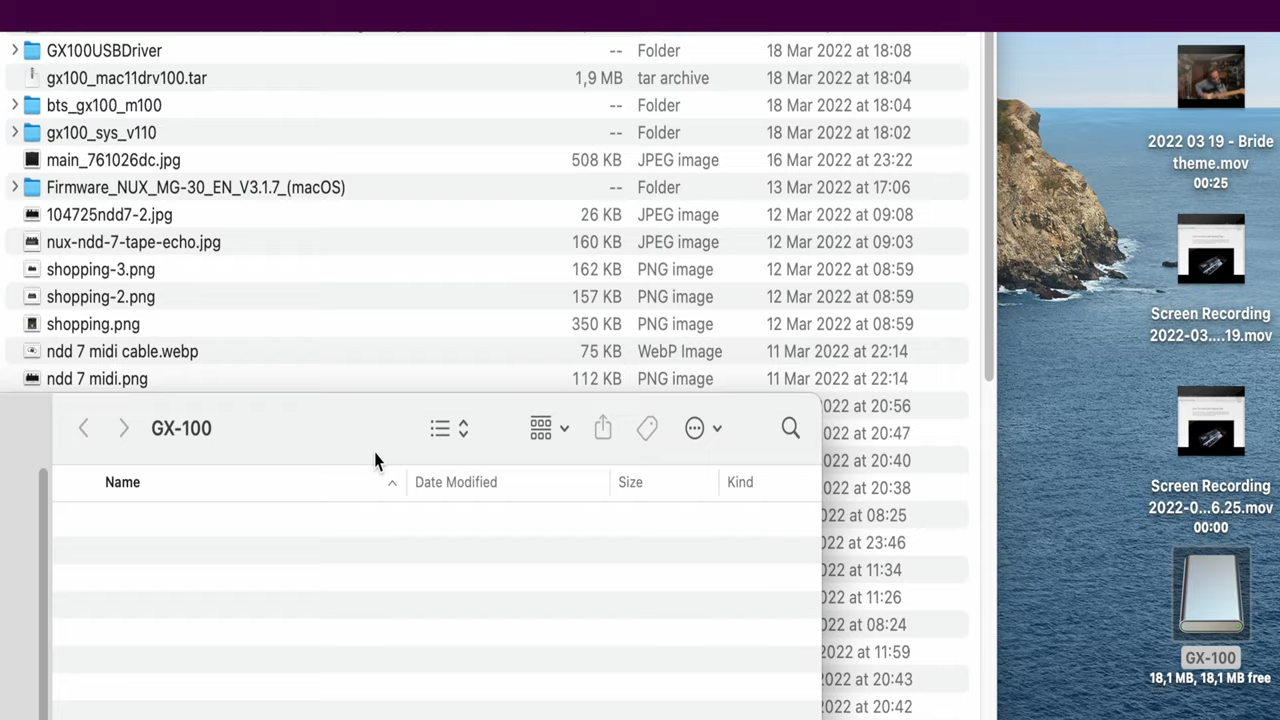 GX100USBDriver -- Folder 18 Mar 2022 at 18:08
gx100_mac11drv100.tar 1,9 MB tar archive 18 Mar 2022 at 18:04
bts_gx100_m100 -- Folder 18 Mar 2022 at 18:04
gx100_sys_v110 -- Folder 18 Mar 2022 at 18:02
main_761026dc.jpg 508 KB JPEG image 16 Mar 2022 at 23:22
Firmware_NUX_MG-30_EN_V3.1.7_(macOS) -- Folder 13 Mar 2022 at 17:06
104725ndd7-2.jpg 26 KB JPEG image 12 Mar 2022 at 09:08
nux-ndd-7-tape-echo.jpg 160 KB JPEG image 12 Mar 2022 at 09:03
shopping-3.png 162 KB PNG image 12 Mar 2022 at 08:59
shopping-2.png 157 KB PNG image 12 Mar 2022 at 08:59
shopping.png 350 KB PNG image 12 Mar 2022 at 08:59
ndd 7 midi cable.webp 75 KB WebP Image 11 Mar 2022 at 22:14
ndd 7 midi.png 112 KB PNG image 11 Mar 2022 at 22:14
022 at 20:56
022 at 20:47
022 at 20:40
022 at 20:38
022 at 08:25
022 at 23:46
022 at 11:34
022 at 11:26
022 at 08:24
022 at 11:59
022 at 20:43
022 at 20:42
GX-100
Name Date Modified Size Kind
2022 03 19 - Bride
theme.mov
00:25
Screen Recording
2022-03....19.mov
Screen Recording
2022-0...6.25.mov
00:00
GX-100
18,1 MB, 18,1 MB free